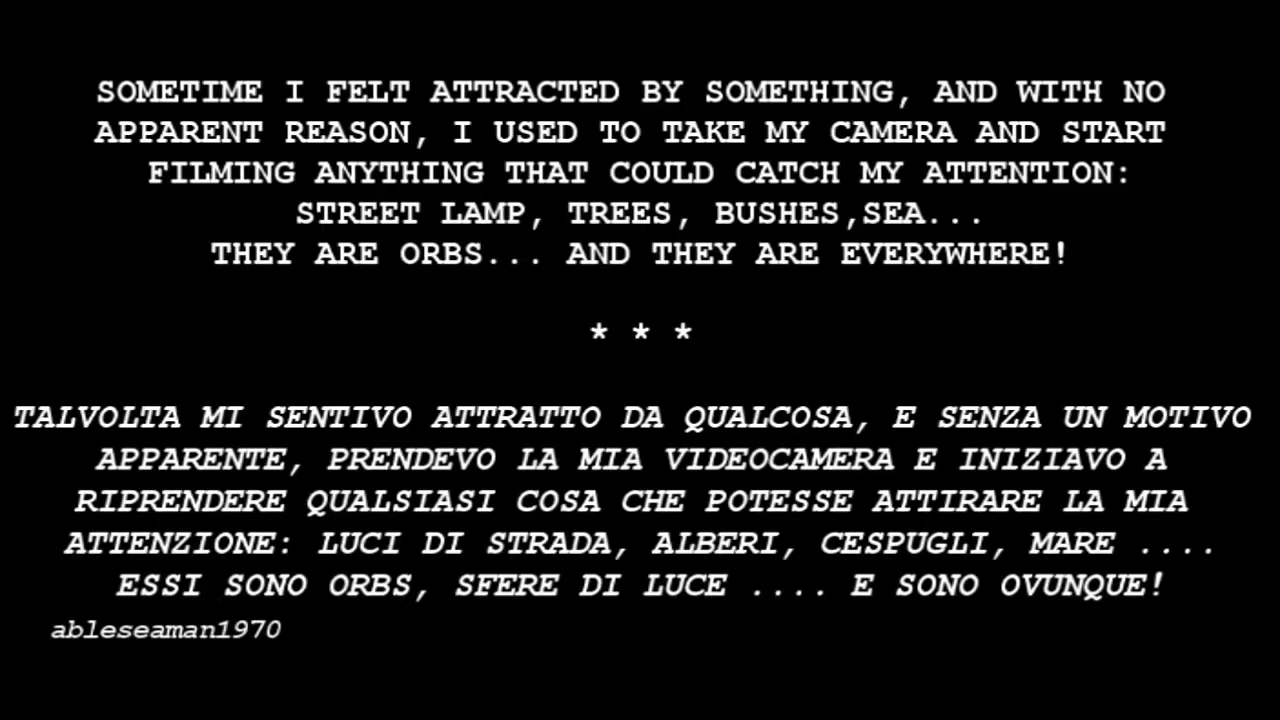 SOMETIME I FELT ATTRACTED BY SOMETHING, AND WITH NO
APPARENT REASON, I USED TO TAKE MY CAMERA AND START
FILMING ANYTHING THAT COULD CATCH MY ATTENTION:
STREET LAMP, TREES, BUSHES,SEA...
THEY ARE ORBS... AND THEY ARE EVERYWHERE!
* * *
TALVOLTA MI SENTIVO ATTRATTO DA QUALCOSA, E SENZA UN MOTIVO
APPARENTE, PRENDEVO LA MIA VIDEOCAMERA E INIZIAVO A
RIPRENDERE QUALSIASI COSA CHE POTESSE ATTIRARE LA MIA
ATTENZIONE: LUCI DI STRADA, ALBERI, CESPUGLI, MARE ....
ESSI SONO ORBS, SFERE DI LUCE .... E SONO OVUNQUE!
ableseaman1970